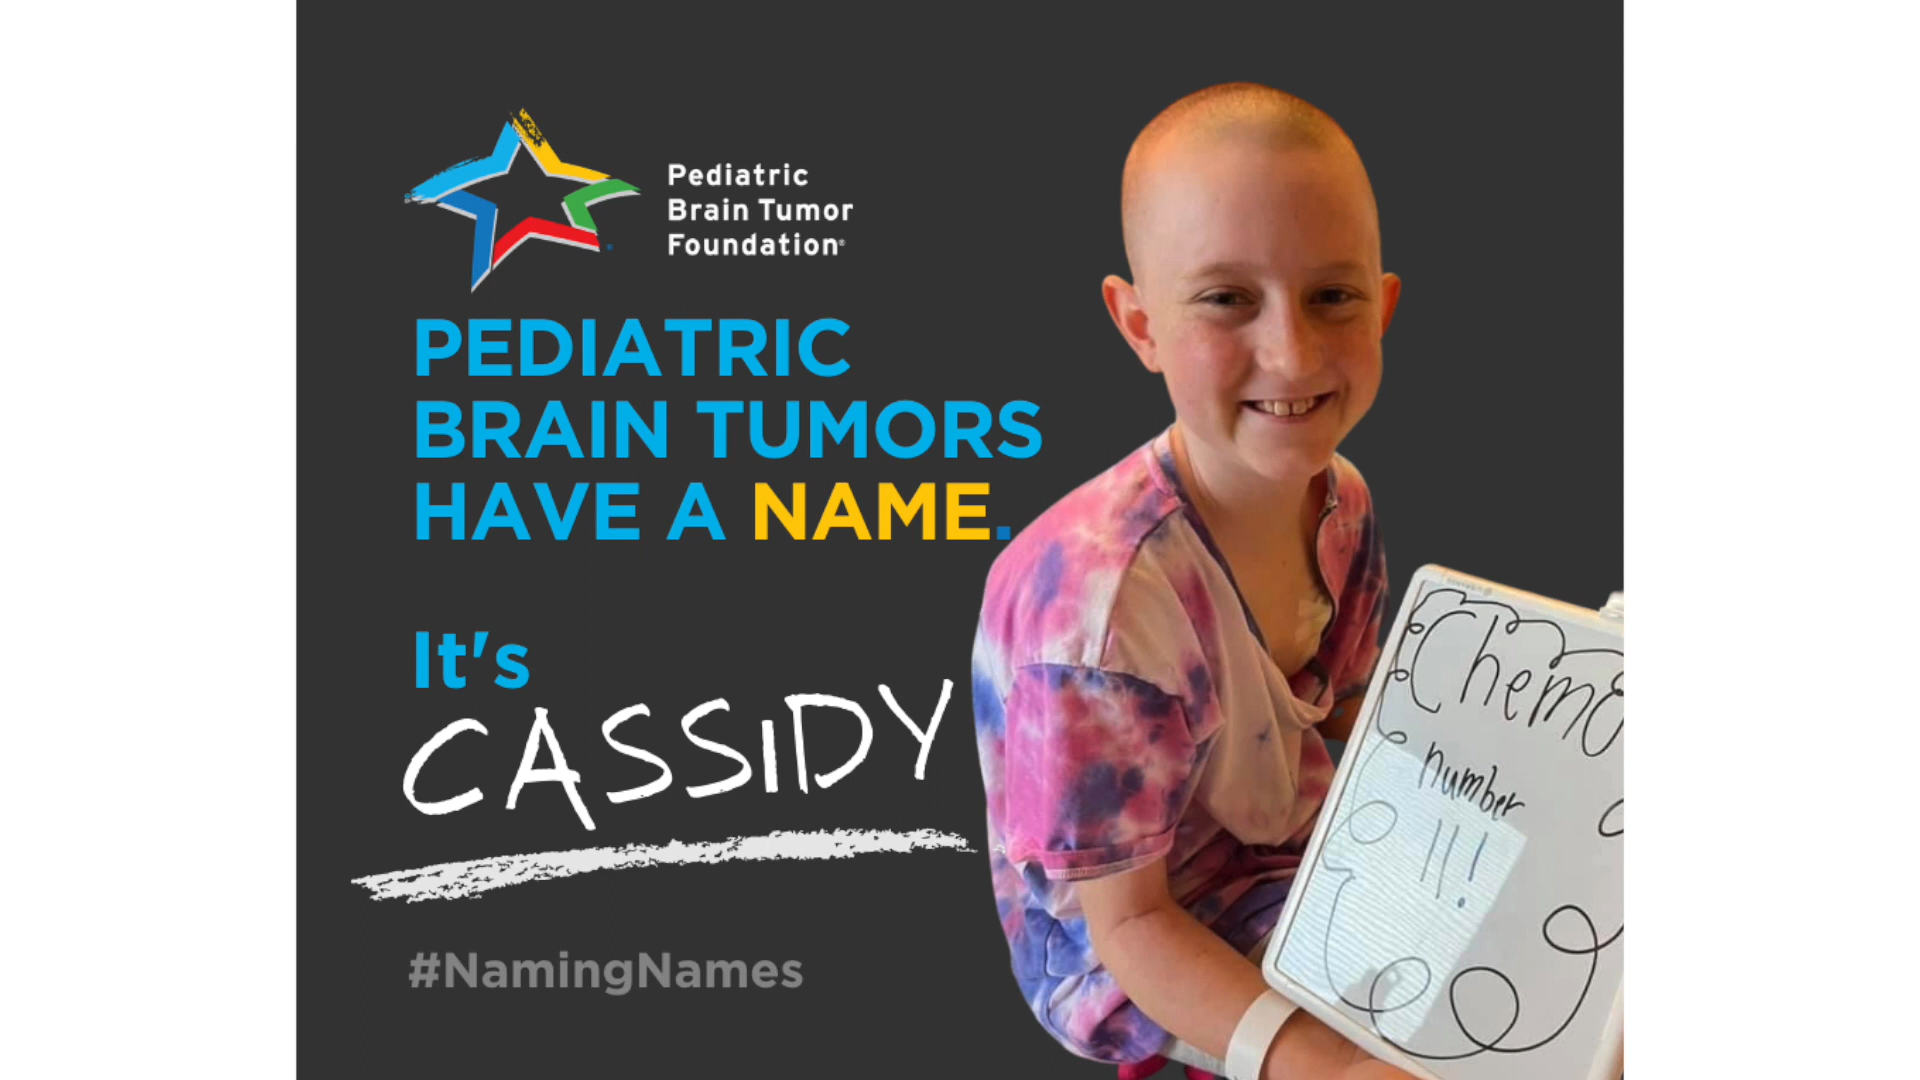 Pediatric
Brain Tumor
Foundation®
PEDIATRIC
BRAIN TUMORS
HAVE A NAME.
It's
CASSIDY
#NamingNames
Chemo
number
11!